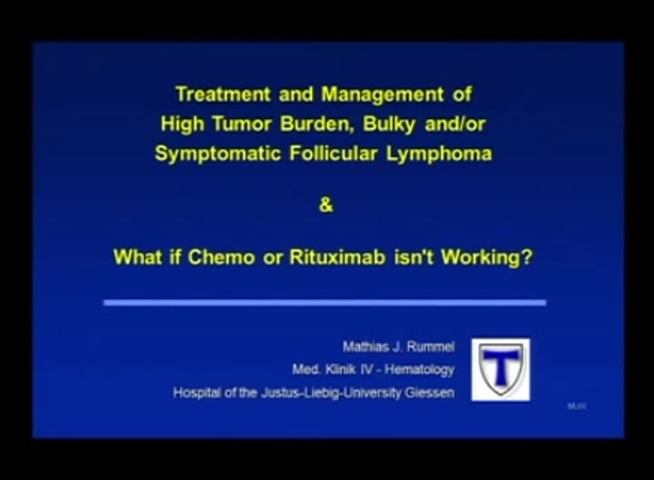 Treatment and Management of
High Tumor Burden, Bulky and/or
Symptomatic Follicular Lymphoma
&
What if Chemo or Rituximab isn't Working?
Mathias J. Rummel
Med. Klinik IV - Hematology
Hospital of the Justus-Liebig-University Giessen
T